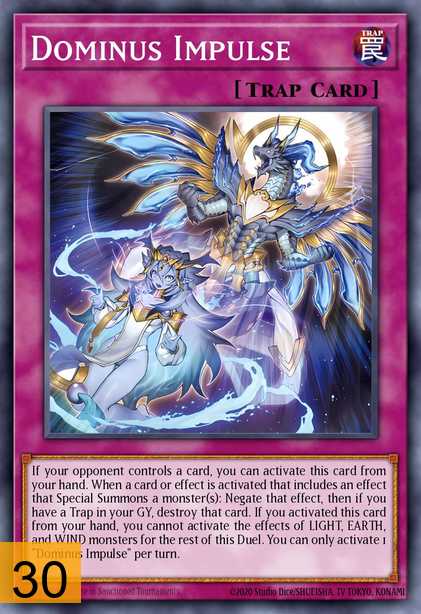 Dominus Impulse
TRAP
罠
[Trap Card]
If your opponent controls a card, you can activate this card from
your hand. When a card or effect is activated that includes an effect
that Special Summons a monster(s): Negate that effect, then if you
have a Trap in your GY, destroy that card. If you activated this card
from your hand, you cannot activate the effects of LIGHT, EARTH,
and WIND monsters for the rest of this Duel. You can only activate 1
"Dominus Impulse" per turn.
in Sanctioned Tournaments
©2020 Studio Dice/SHUEISHA, TV TOKYO, KONAMI
30